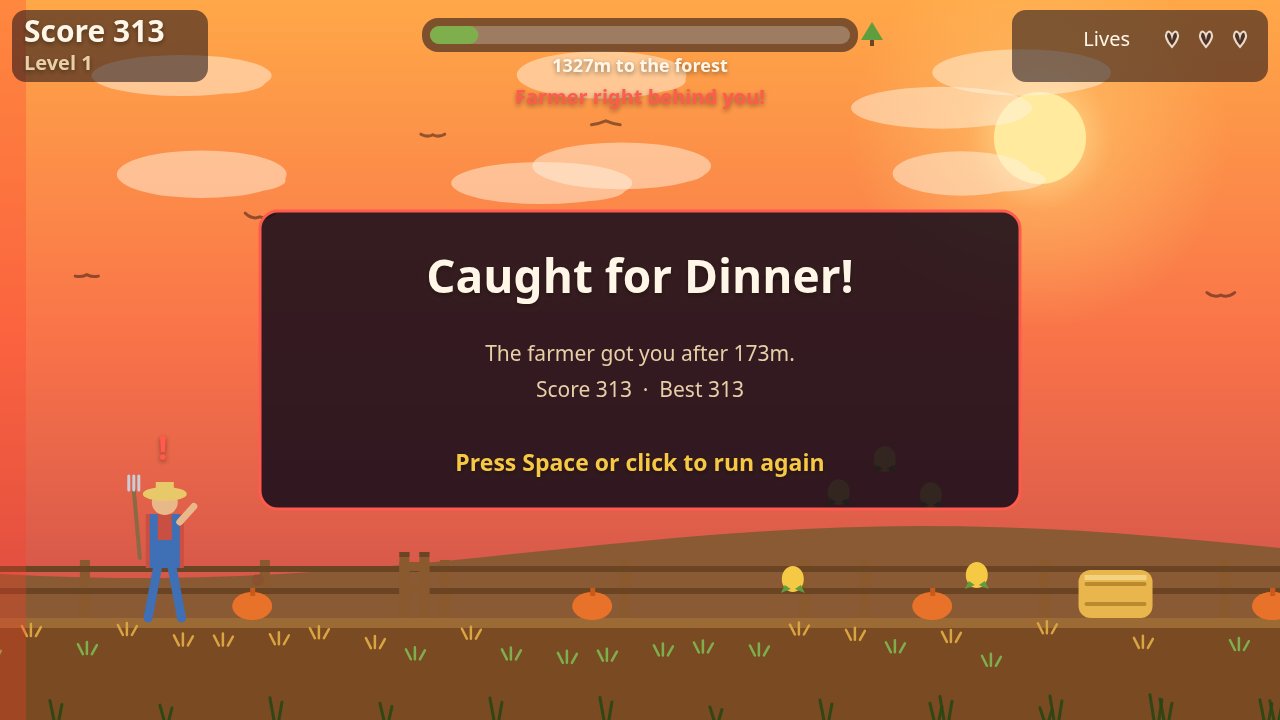 Score 313
Level 1
1327m to the forest
Farmer right behind you!
Lives
!
Caught for Dinner!
The farmer got you after 173m.
Score 313 · Best 313
Press Space or click to run again